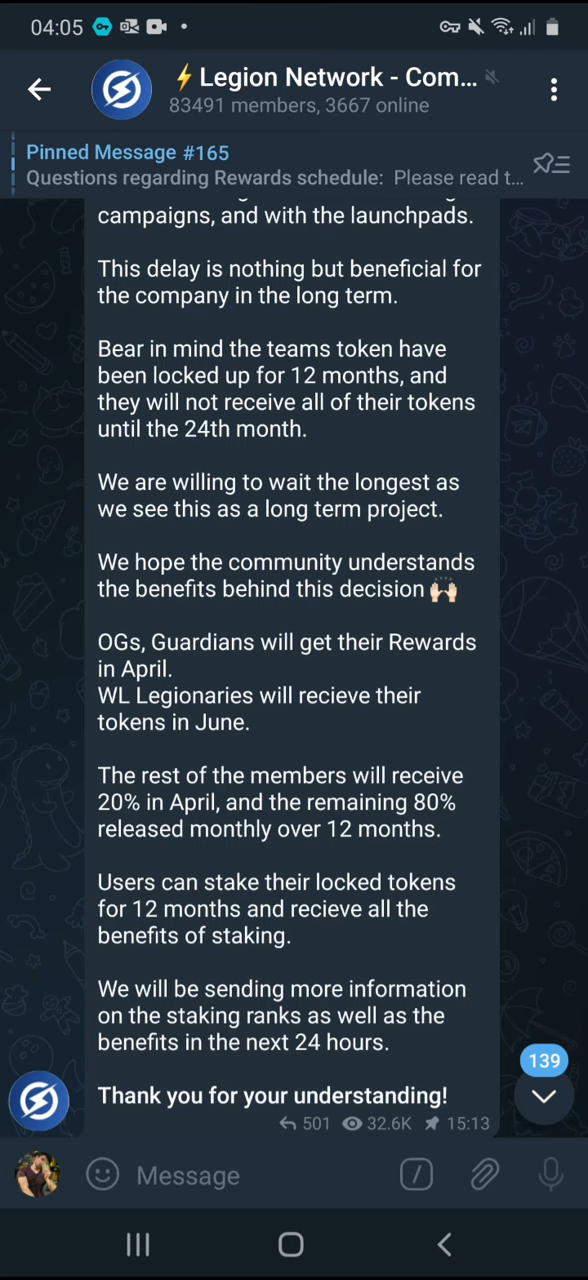 04:05
⚡Legion Network - Com...
83491 members, 3667 online
Pinned Message #165
Questions regarding Rewards schedule: Please read t...
campaigns, and with the launchpads.
This delay is nothing but beneficial for
the company in the long term.
Bear in mind the teams token have
been locked up for 12 months, and
they will not receive all of their tokens
until the 24th month.
We are willing to wait the longest as
we see this as a long term project.
We hope the community understands
the benefits behind this decision 🙌🏻
OGs, Guardians will get their Rewards
in April.
WL Legionaries will recieve their
tokens in June.
The rest of the members will receive
20% in April, and the remaining 80%
released monthly over 12 months.
Users can stake their locked tokens
for 12 months and recieve all the
benefits of staking.
We will be sending more information
on the staking ranks as well as the
benefits in the next 24 hours.
Thank you for your understanding!
501 32.6K 15:13
139
Message